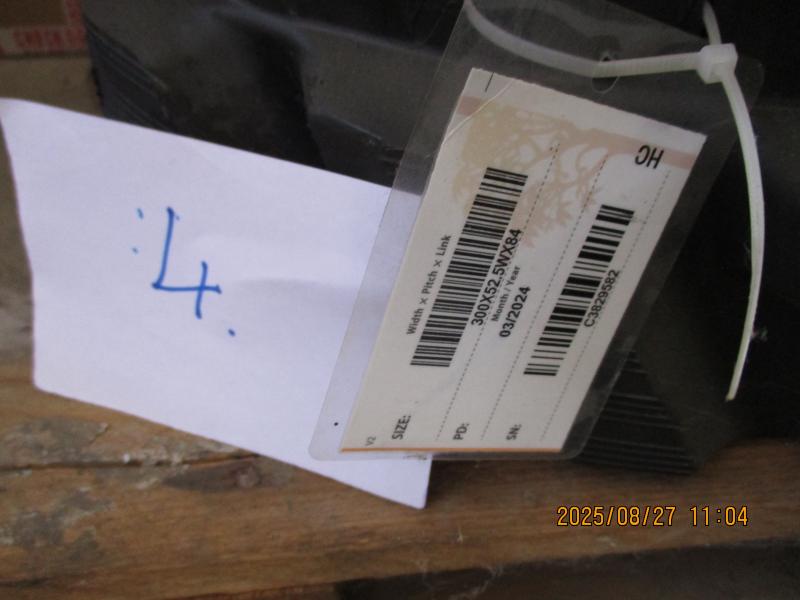 4.
HC
Width × Pitch × Link
SIZE:
300X52.5WX84
Month / Year
PD:
03/2024
SN:
C3829582
V2
2025/08/27 11:04